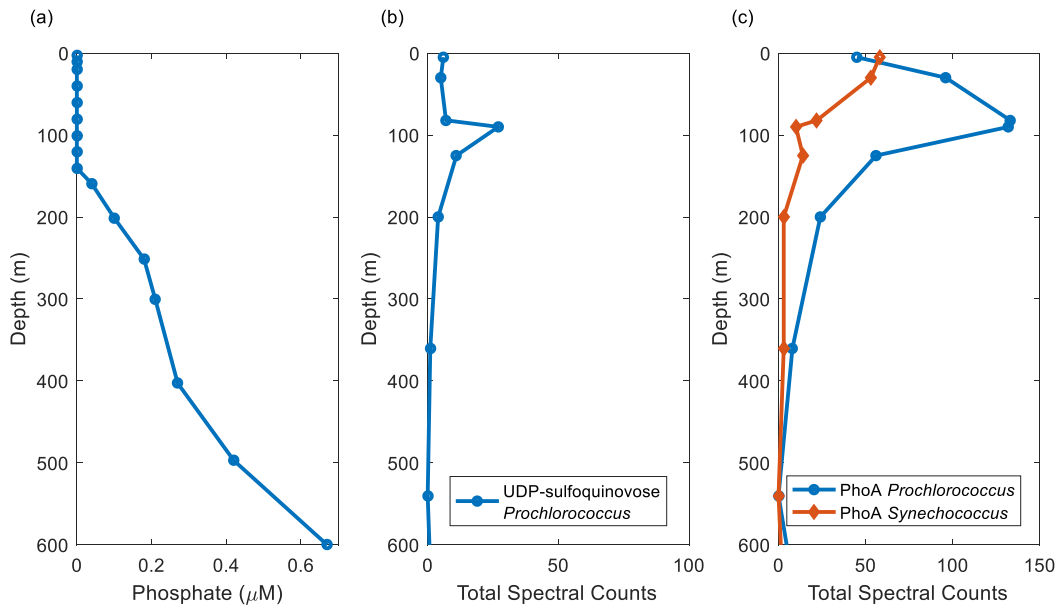 (a)
0
100
200
300
400
500
600
Depth (m)
0
0.2
0.4
0.6
Phosphate (μM)
(b)
0
100
200
300
400
500
600
Depth (m)
UDP-sulfoquinovose
Prochlorococcus
0
50
100
Total Spectral Counts
(c)
0
100
200
300
400
500
600
Depth (m)
PhoA Prochlorococcus
PhoA Synechococcus
0
50
100
150
Total Spectral Counts